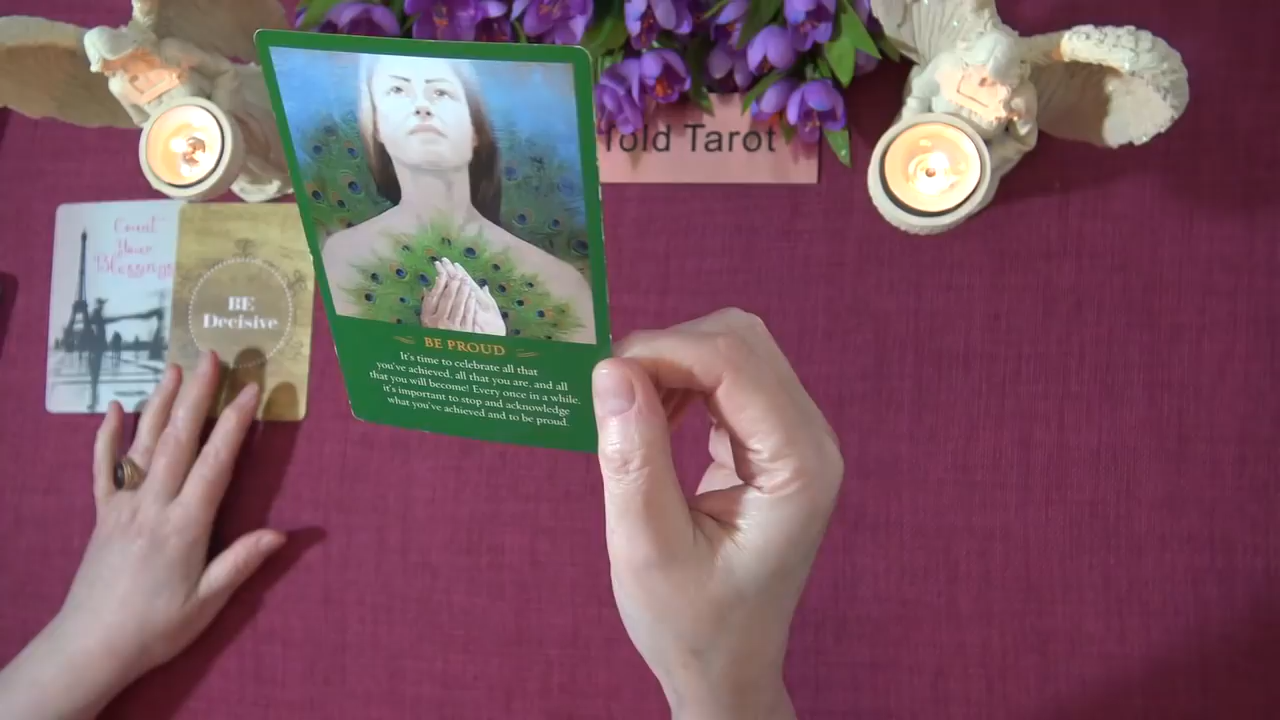 Told Tarot
Count
Your
Blessings
BE
Decisive
BE PROUD
It's time to celebrate all that
you've achieved, all that you are, and all
that you will become! Every once in a while,
it's important to stop and acknowledge
what you've achieved and to be proud.